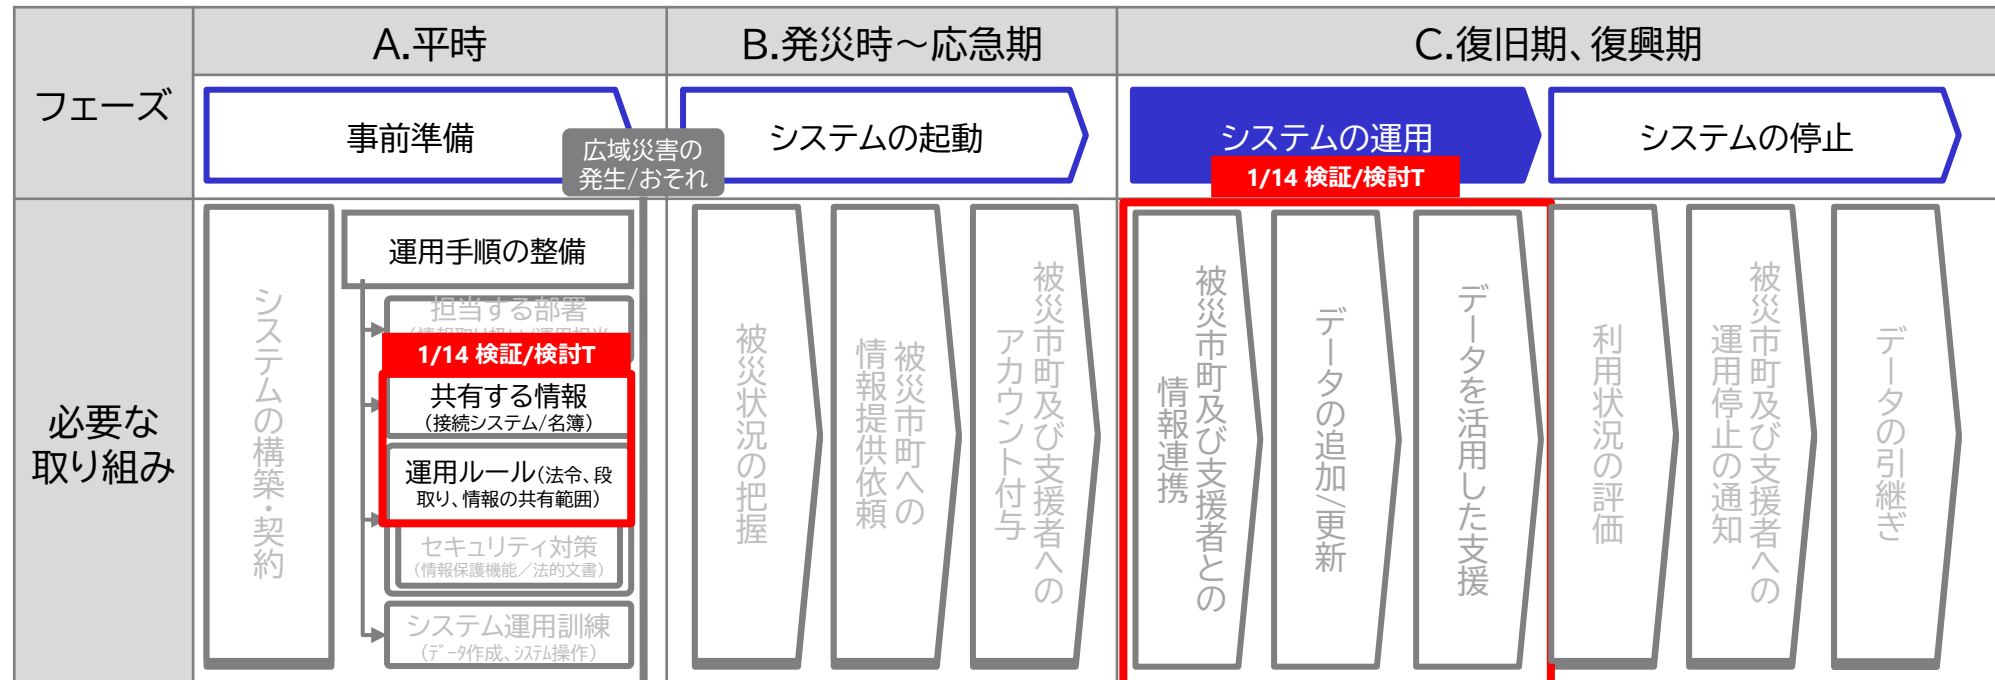 フェーズ
A.平時
B.発災時～応急期
C.復旧期、復興期
事前準備
広域災害の
発生/おそれ
システムの起動
システムの運用
1/14 検証/検討T
システムの停止
必要な
取り組み
システムの構築・契約
運用手順の整備
担当する部署
1/14 検証/検討T
共有する情報
(接続システム/名簿)
運用ルール(法令、段
取り、情報の共有範囲)
セキュリティ対策
(情報保護機能／法的文書)
システム運用訓練
(ﾃﾞｰﾀ作成、ｼｽﾃﾑ操作)
被災状況の把握
被災市町への
情報提供依頼
被災市町及び支援者への
アカウント付与
被災市町及び支援者との
情報連携
データの追加/更新
データを活用した支援
利用状況の評価
被災市町及び支援者への
運用停止の通知
データの引継ぎ